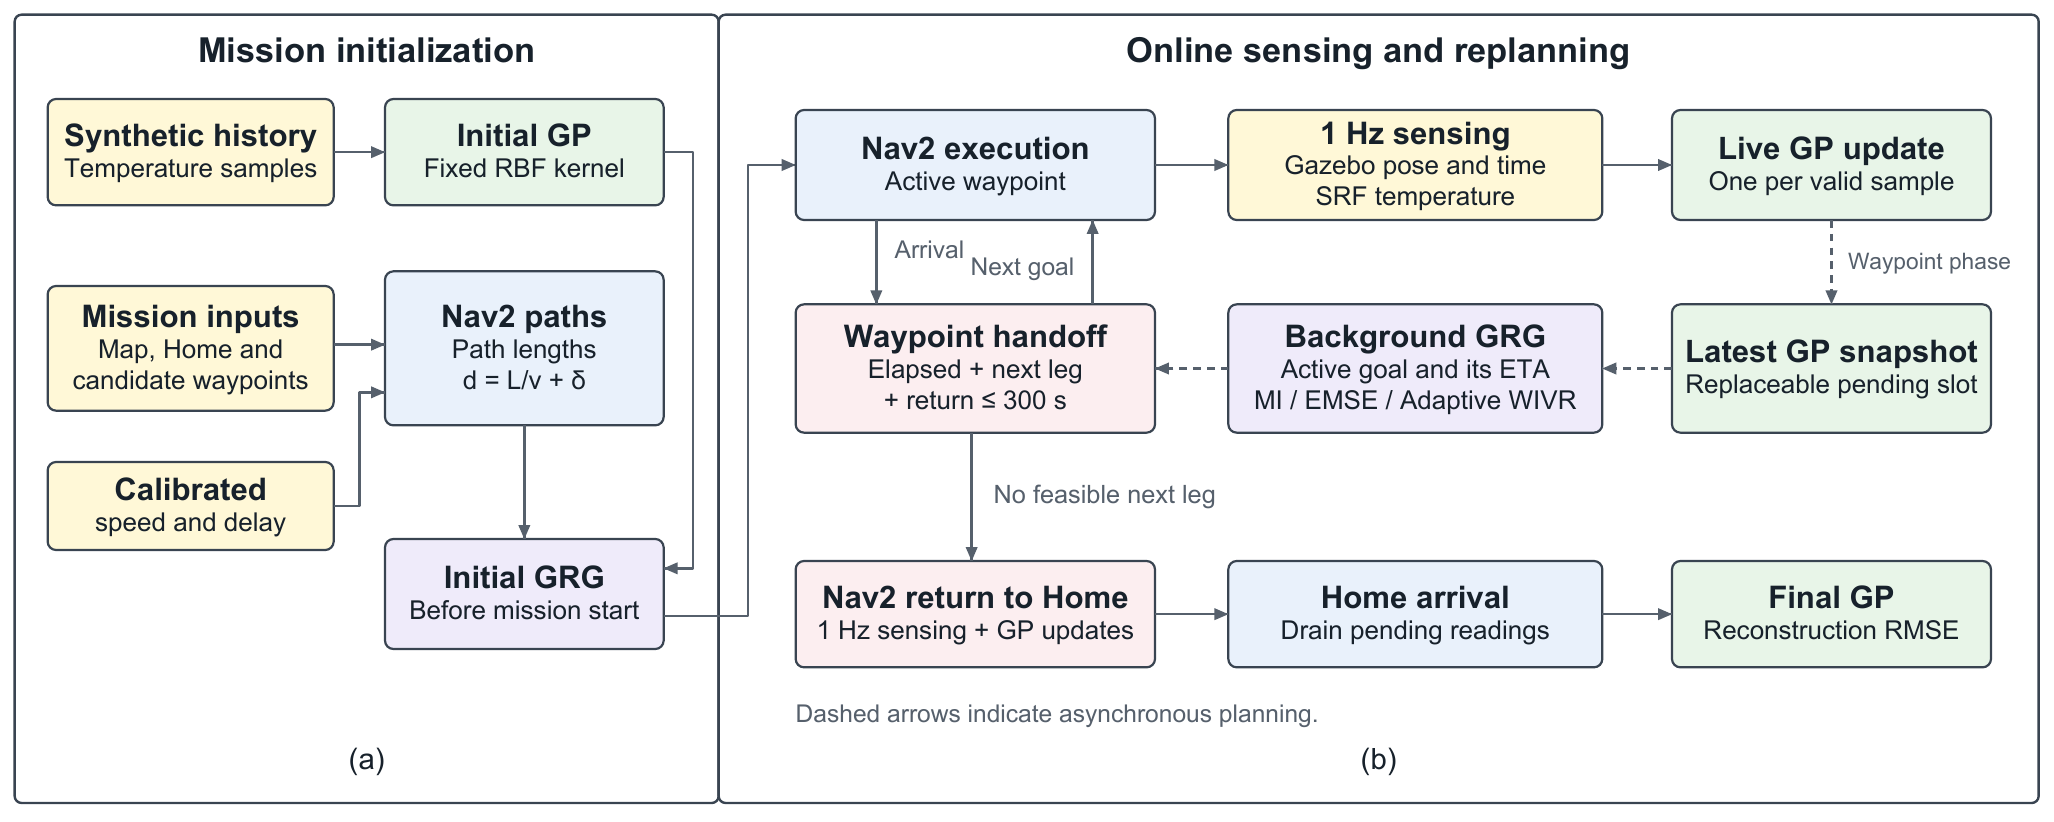 Mission initialization
Synthetic history
Temperature samples
Initial GP
Fixed RBF kernel
Mission inputs
Map, Home and
candidate waypoints
Nav2 paths
Path lengths
d = L/v + δ
Calibrated
speed and delay
Initial GRG
Before mission start
(a)
Online sensing and replanning
Nav2 execution
Active waypoint
1 Hz sensing
Gazebo pose and time
SRF temperature
Live GP update
One per valid sample
Arrival
Next goal
Waypoint phase
Waypoint handoff
Elapsed + next leg
+ return ≤ 300 s
Background GRG
Active goal and its ETA
MI / EMSE / Adaptive WIVR
Latest GP snapshot
Replaceable pending slot
No feasible next leg
Nav2 return to Home
1 Hz sensing + GP updates
Home arrival
Drain pending readings
Final GP
Reconstruction RMSE
Dashed arrows indicate asynchronous planning.
(b)